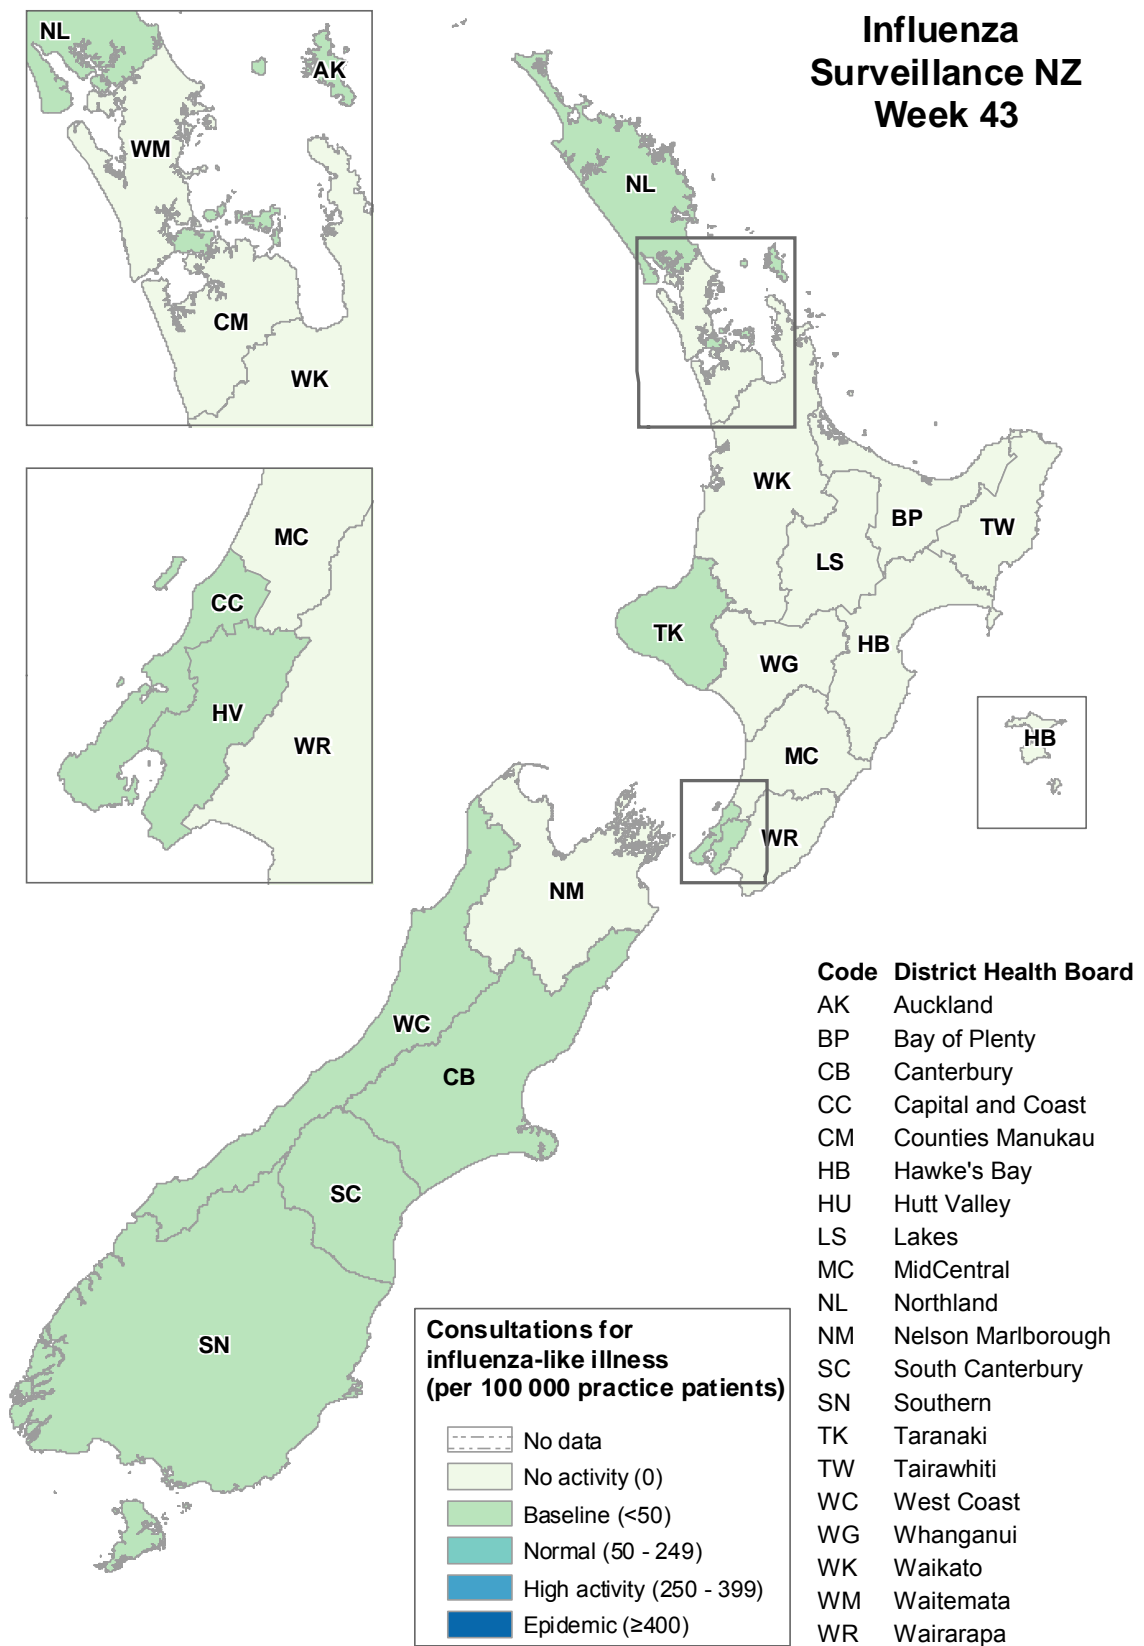 Influenza
Surveillance NZ
Week 43
NL
AK
WM
CM
WK
MC
CC
HV
WR
NL
WK
BP
TW
LS
TK
HB
WG
MC
HB
WR
NM
WC
CB
SC
SN
Code District Health Board
AK Auckland
BP Bay of Plenty
CB Canterbury
CC Capital and Coast
CM Counties Manukau
HB Hawke's Bay
HU Hutt Valley
LS Lakes
MC MidCentral
NL Northland
NM Nelson Marlborough
SC South Canterbury
SN Southern
TK Taranaki
TW Tairawhiti
WC West Coast
WG Whanganui
WK Waikato
WM Waitemata
WR Wairarapa
Consultations for
influenza-like illness
(per 100 000 practice patients)
No data
No activity (0)
Baseline (<50)
Normal (50 - 249)
High activity (250 - 399)
Epidemic (≥400)